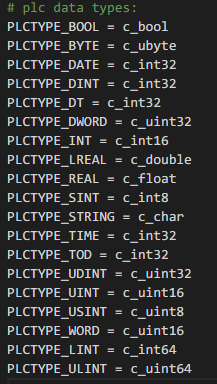 # plc data types:
PLCTYPE_BOOL = c_bool
PLCTYPE_BYTE = c_ubyte
PLCTYPE_DATE = c_int32
PLCTYPE_DINT = c_int32
PLCTYPE_DT = c_int32
PLCTYPE_DWORD = c_uint32
PLCTYPE_INT = c_int16
PLCTYPE_LREAL = c_double
PLCTYPE_REAL = c_float
PLCTYPE_SINT = c_int8
PLCTYPE_STRING = c_char
PLCTYPE_TIME = c_int32
PLCTYPE_TOD = c_int32
PLCTYPE_UDINT = c_uint32
PLCTYPE_UINT = c_uint16
PLCTYPE_USINT = c_uint8
PLCTYPE_WORD = c_uint16
PLCTYPE_LINT = c_int64
PLCTYPE_ULINT = c_uint64